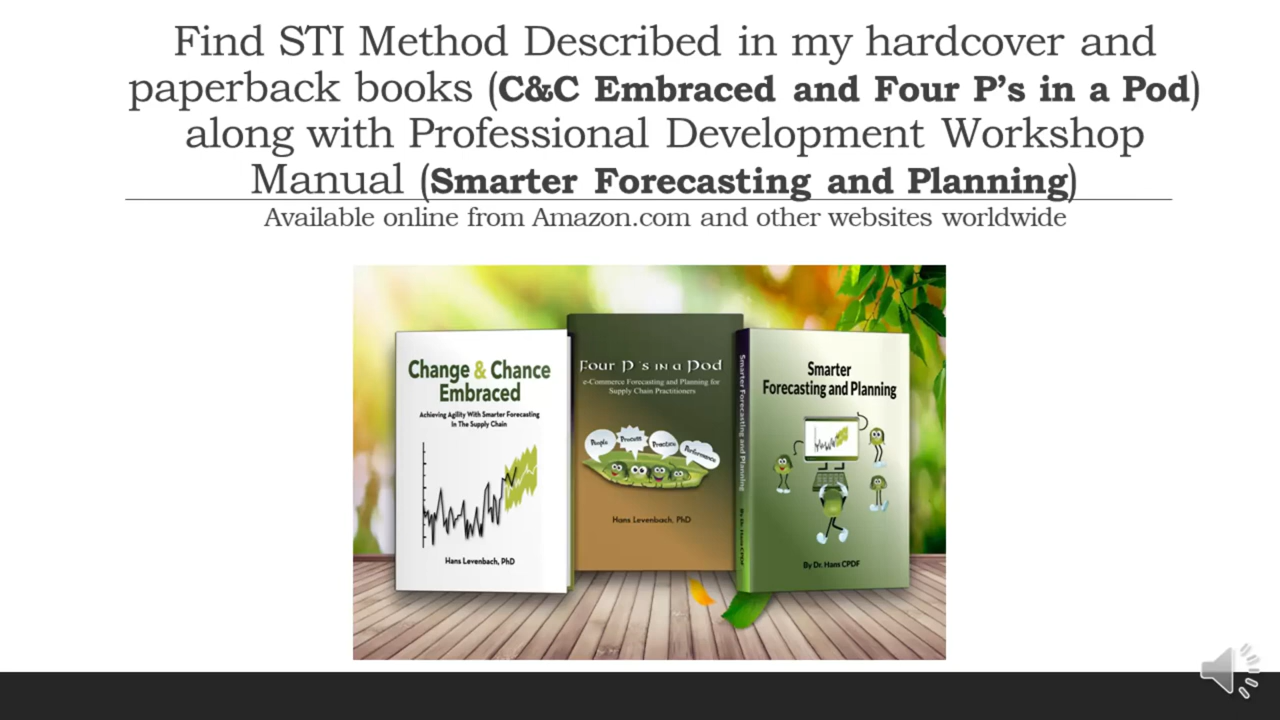 Find STI Method Described in my hardcover and
paperback books (C&C Embraced and Four P’s in a Pod)
along with Professional Development Workshop
Manual (Smarter Forecasting and Planning)
Available online from Amazon.com and other websites worldwide
Change & Chance
Embraced
Achieving Agility With Smarter Forecasting
In The Supply Chain
Hans Levenbach, PhD
Four P's in a Pod
e-Commerce Forecasting and Planning for
Supply Chain Practitioners
People
Process
Practice
Performance
Hans Levenbach, PhD
Smarter Forecasting and Planning
By Dr. Hans CPDF
Smarter
Forecasting and Planning
By Dr. Hans CPDF